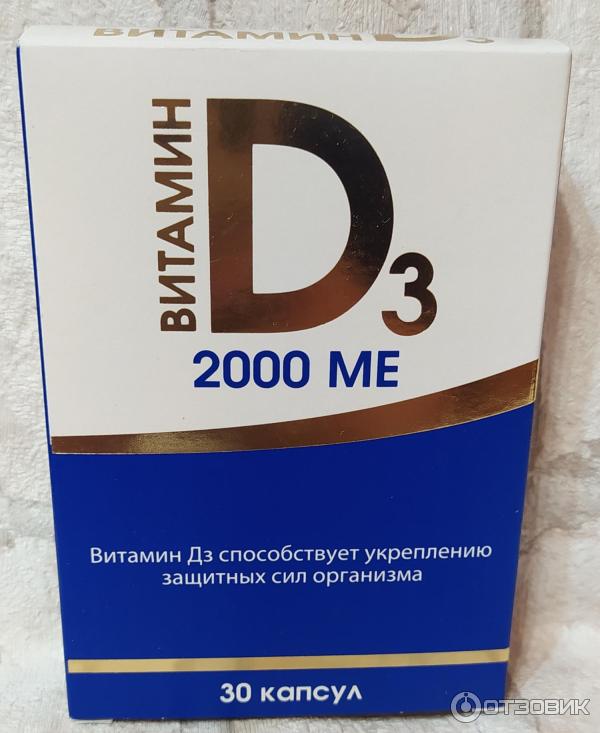 ВИТАМИН D3
ВИТАМИН
D3
2000 МЕ
Витамин Д3 способствует укреплению
защитных сил организма
30 капсул
ОТЗОВИК